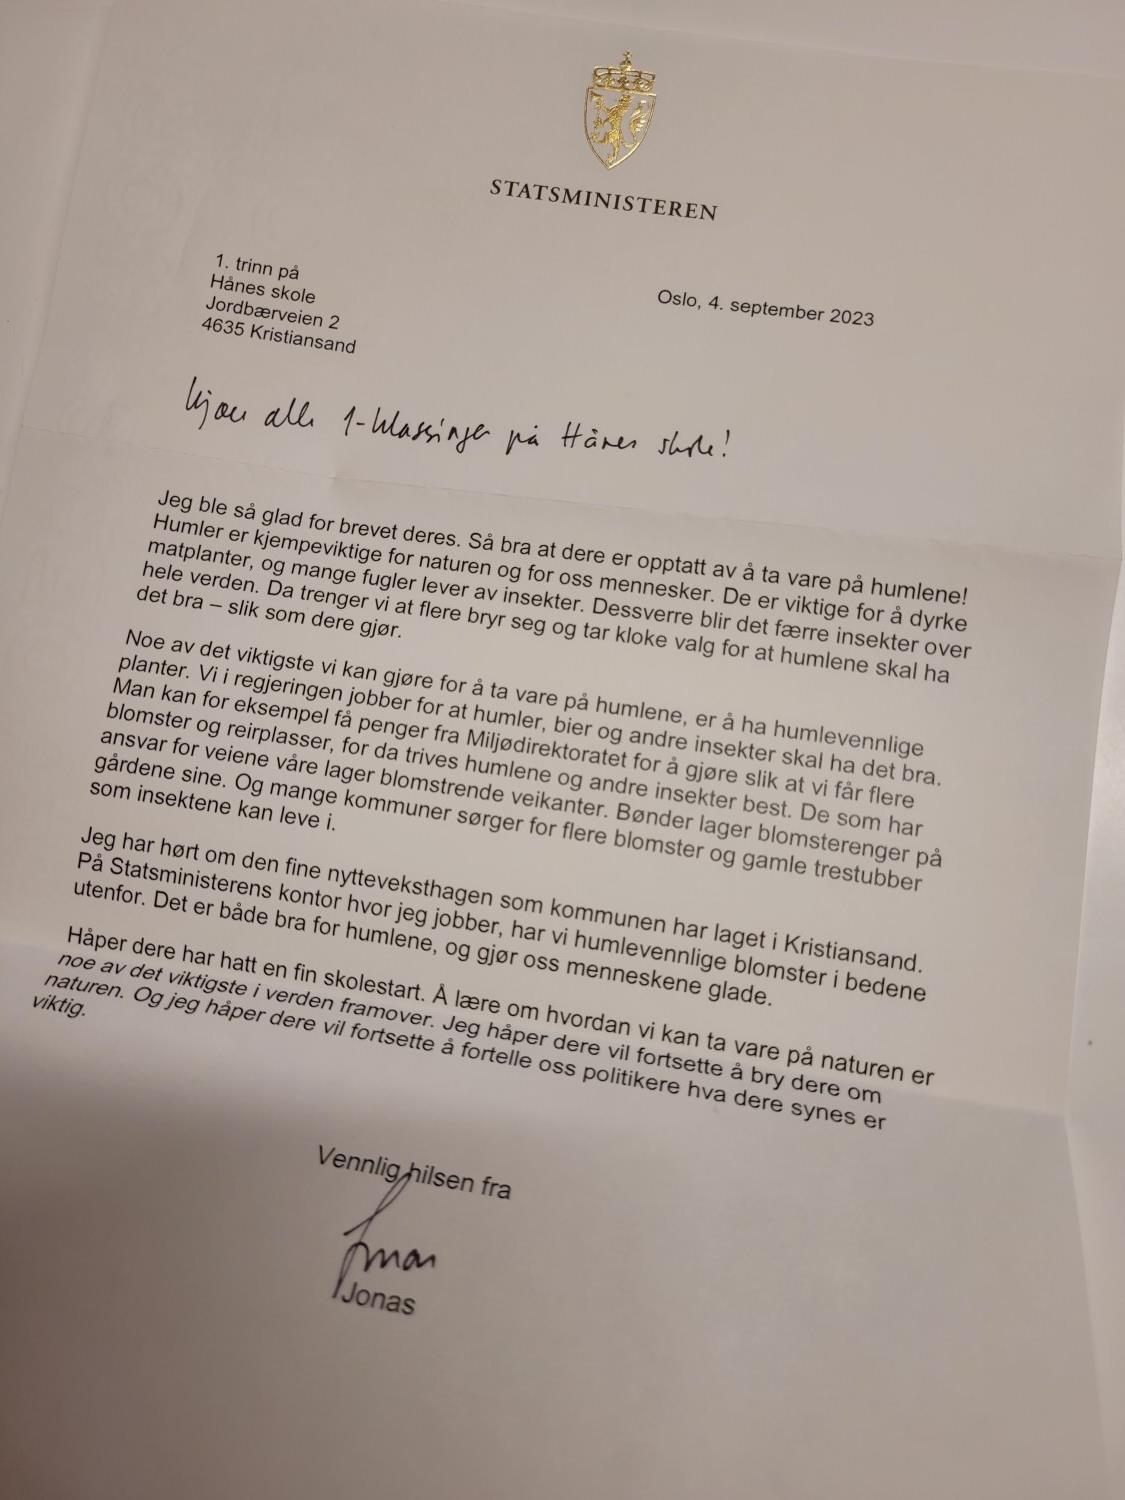 STATSMINISTEREN
1. trinn på
Hånes skole
Jordbærveien 2
4635 Kristiansand
Oslo, 4. september 2023
Kjære alle 1-klassinger på Hånes skole!
Jeg ble så glad for brevet deres. Så bra at dere er opptatt av å ta vare på humlene!
Humler er kjempeviktige for naturen og for oss mennesker. De er viktige for å dyrke
matplanter, og mange fugler lever av insekter. Dessverre blir det færre insekter over
hele verden. Da trenger vi at flere bryr seg og tar kloke valg for at humlene skal ha
det bra – slik som dere gjør.
Noe av det viktigste vi kan gjøre for å ta vare på humlene, er å ha humlevennlige
planter. Vi i regjeringen jobber for at humler, bier og andre insekter skal ha det bra.
Man kan for eksempel få penger fra Miljødirektoratet for å gjøre slik at vi får flere
blomster og reirplasser, for da trives humlene og andre insekter best. De som har
ansvar for veiene våre lager blomstrende veikanter. Bønder lager blomsterenger på
gårdene sine. Og mange kommuner sørger for flere blomster og gamle trestubber
som insektene kan leve i.
Jeg har hørt om den fine nytteveksthagen som kommunen har laget i Kristiansand.
På Statsministerens kontor hvor jeg jobber, har vi humlevennlige blomster i bedene
utenfor. Det er både bra for humlene, og gjør oss menneskene glade.
Håper dere har hatt en fin skolestart. Å lære om hvordan vi kan ta vare på naturen er
noe av det viktigste i verden framover. Jeg håper dere vil fortsette å bry dere om
naturen. Og jeg håper dere vil fortsette å fortelle oss politikere hva dere synes er
viktig.
Vennlig hilsen fra
Jonas
Jonas